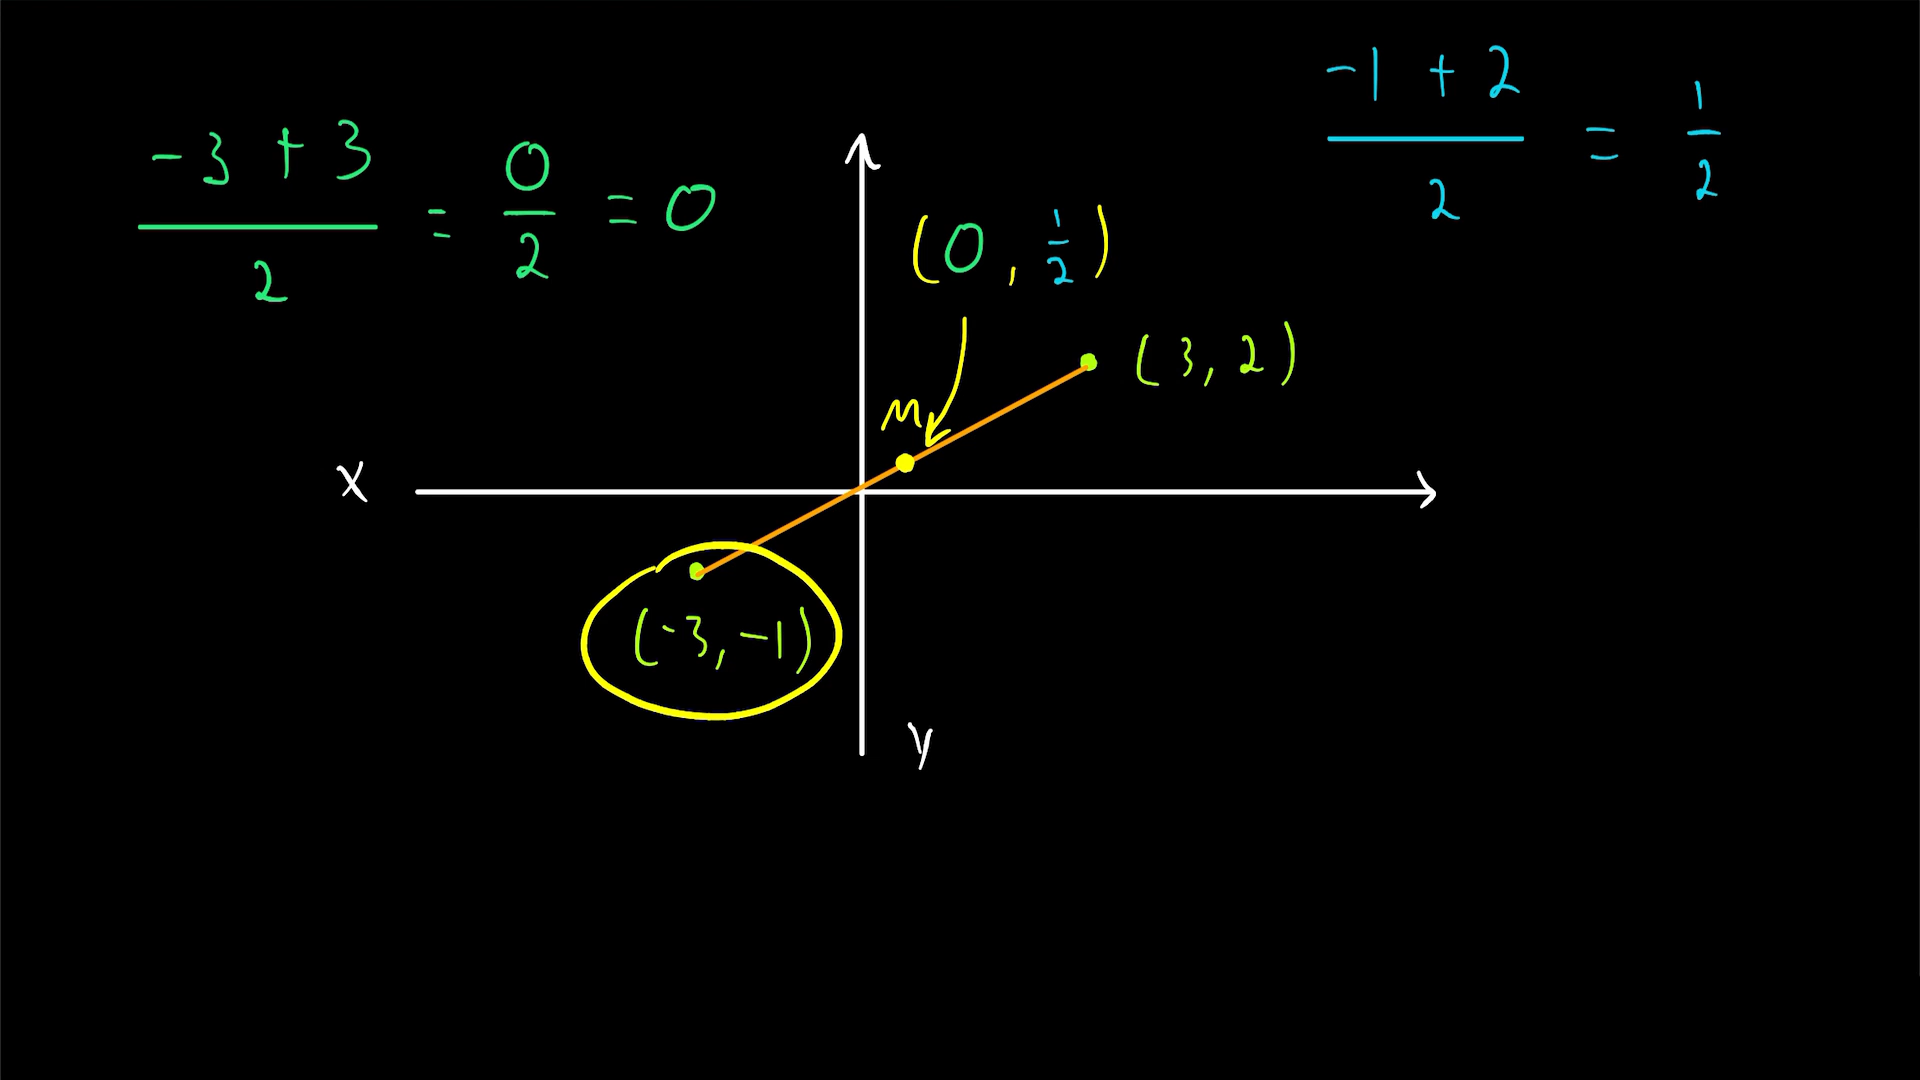 -3 + 3
—
2
= 0/2 = 0
-1 + 2
—
2
= 1/2
(0, 1/2)
(3, 2)
M
x
(-3, -1)
y